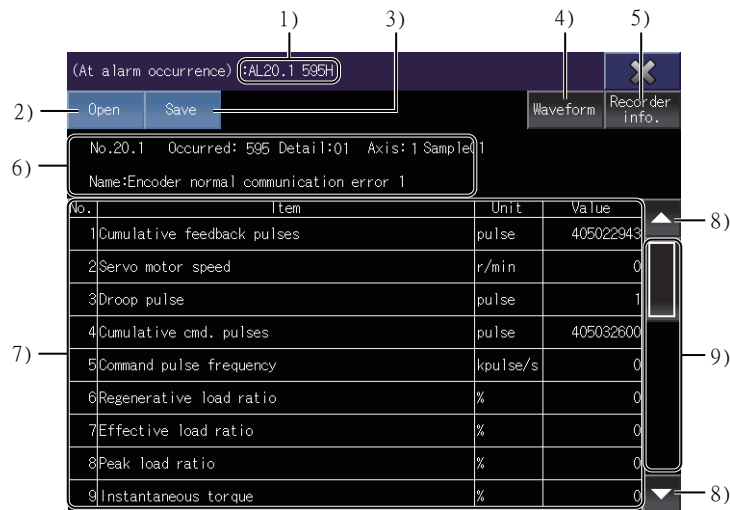 1) 3) 4) 5)
(At alarm occurrence) :AL20.1 595H
2) Open Save Waveform Recorder info.
6) No.20.1 Occurred: 595 Detail:01 Axis: 1 Sample01
Name:Encoder normal communication error 1
No. Item Unit Value
8)
1 Cumulative feedback pulses pulse 405022943
2 Servo motor speed r/min 0
3 Droop pulse pulse 1
4 Cumulative cmd. pulses pulse 405032600
7) 9)
5 Command pulse frequency kpulse/s 0
6 Regenerative load ratio % 0
7 Effective load ratio % 0
8 Peak load ratio % 0
9 Instantaneous torque % 0
8)